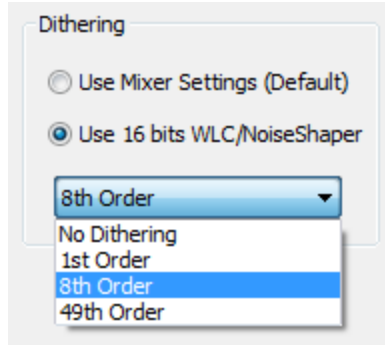 Dithering
Use Mixer Settings (Default)
Use 16 bits WLC/NoiseShaper
8th Order
No Dithering
1st Order
8th Order
49th Order